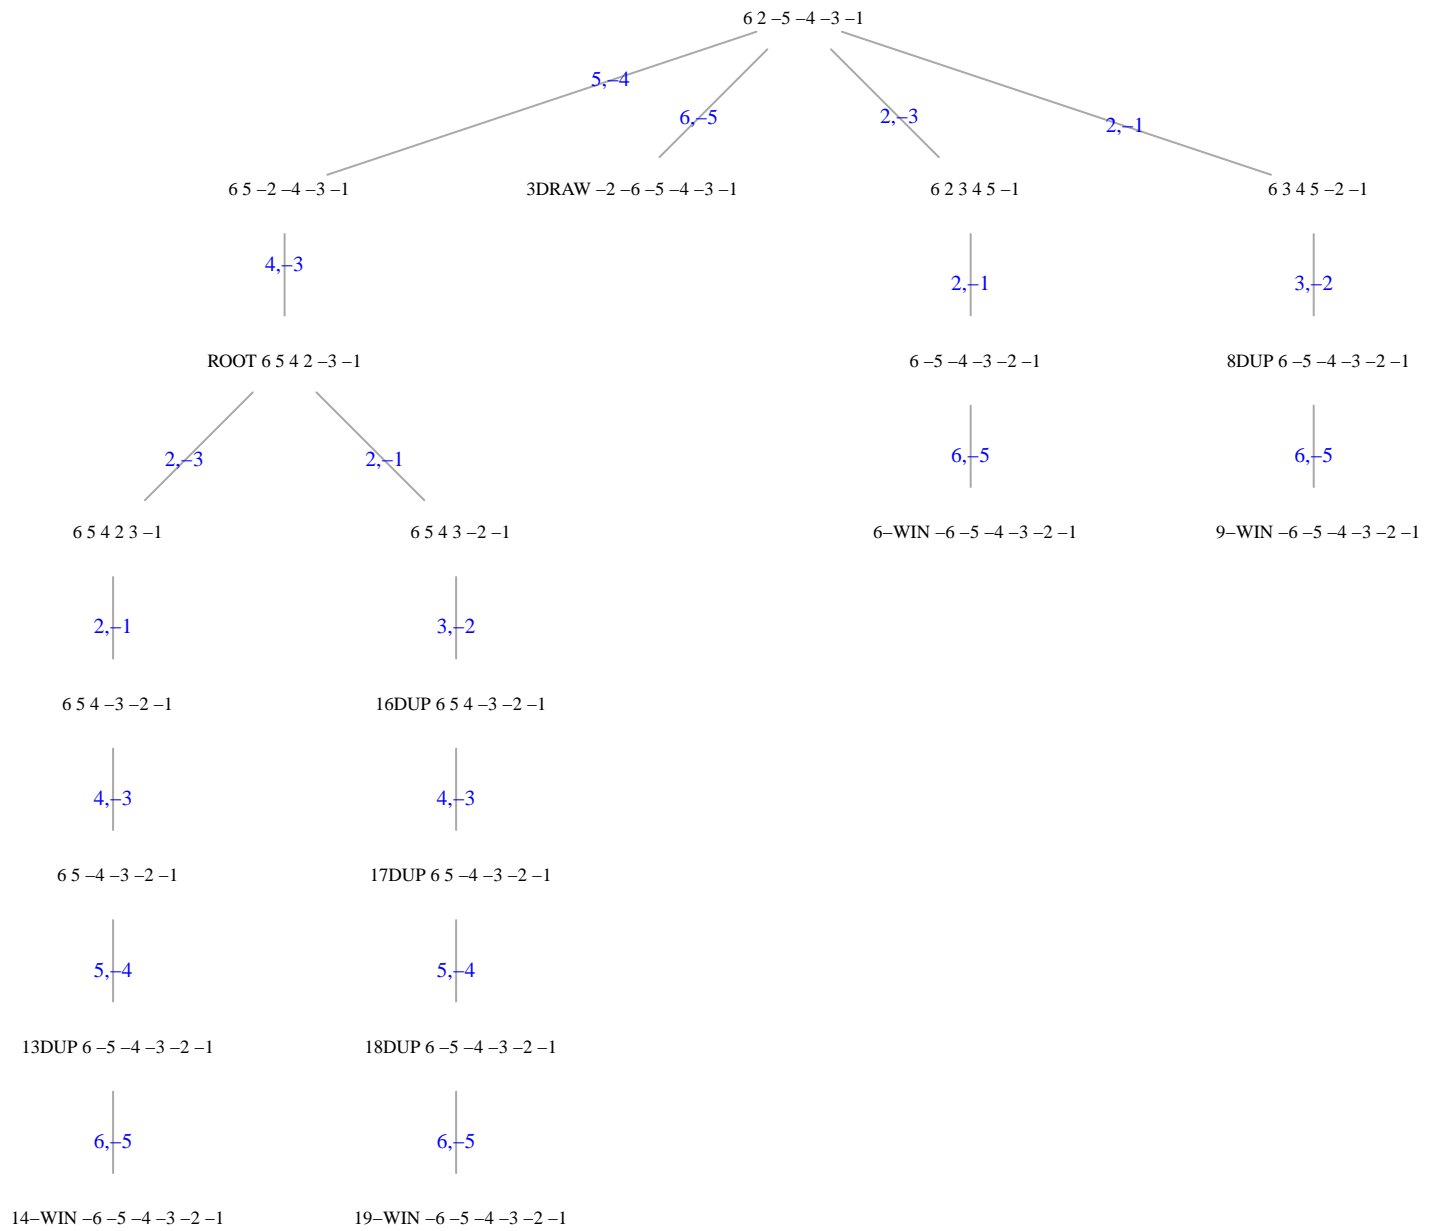 6 2 –5 –4 –3 –1
5,–4
6,–5
2,–3
2,–1
6 5 –2 –4 –3 –1
3DRAW –2 –6 –5 –4 –3 –1
6 2 3 4 5 –1
6 3 4 5 –2 –1
4,–3
2,–1
3,–2
ROOT 6 5 4 2 –3 –1
6 –5 –4 –3 –2 –1
8DUP 6 –5 –4 –3 –2 –1
2,–3
2,–1
6,–5
6,–5
6 5 4 2 3 –1
6 5 4 3 –2 –1
6–WIN –6 –5 –4 –3 –2 –1
9–WIN –6 –5 –4 –3 –2 –1
2,–1
3,–2
6 5 4 –3 –2 –1
16DUP 6 5 4 –3 –2 –1
4,–3
4,–3
6 5 –4 –3 –2 –1
17DUP 6 5 –4 –3 –2 –1
5,–4
5,–4
13DUP 6 –5 –4 –3 –2 –1
18DUP 6 –5 –4 –3 –2 –1
6,–5
6,–5
14–WIN –6 –5 –4 –3 –2 –1
19–WIN –6 –5 –4 –3 –2 –1